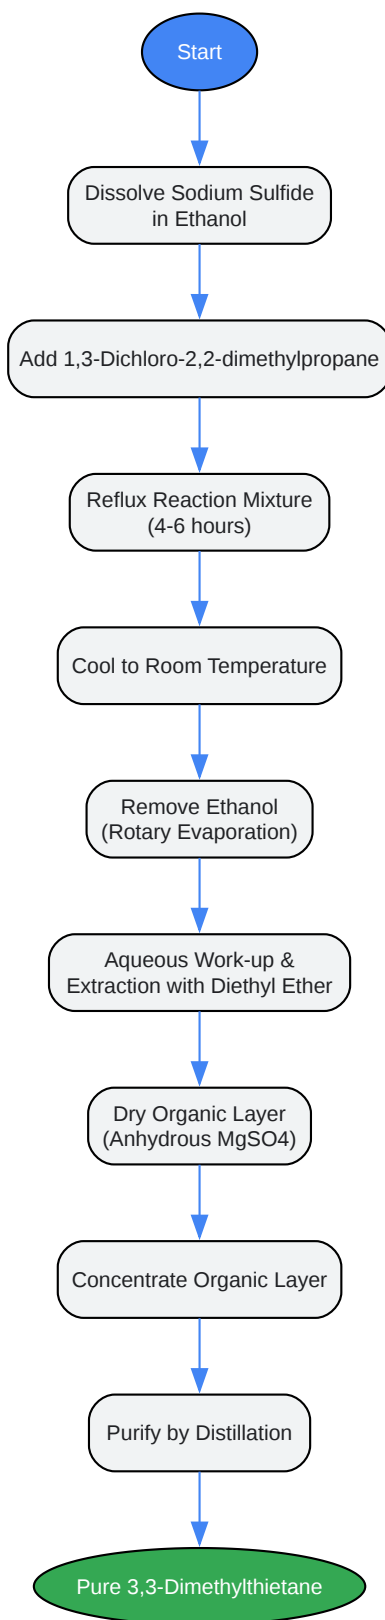 Start
Dissolve Sodium Sulfide
in Ethanol
Add 1,3-Dichloro-2,2-dimethylpropane
Reflux Reaction Mixture
(4-6 hours)
Cool to Room Temperature
Remove Ethanol
(Rotary Evaporation)
Aqueous Work-up &
Extraction with Diethyl Ether
Dry Organic Layer
(Anhydrous MgSO4)
Concentrate Organic Layer
Purify by Distillation
Pure 3,3-Dimethylthietane